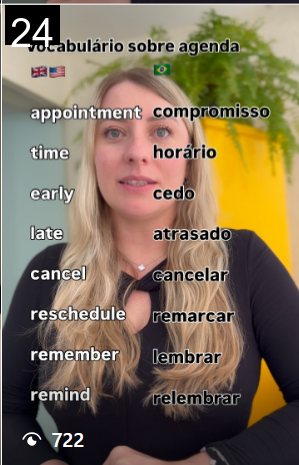 24
vocabulário sobre agenda
🇬🇧🇺🇸 🇧🇷
appointment compromisso
time horário
early cedo
late atrasado
cancel cancelar
reschedule remarcar
remember lembrar
remind relembrar
722